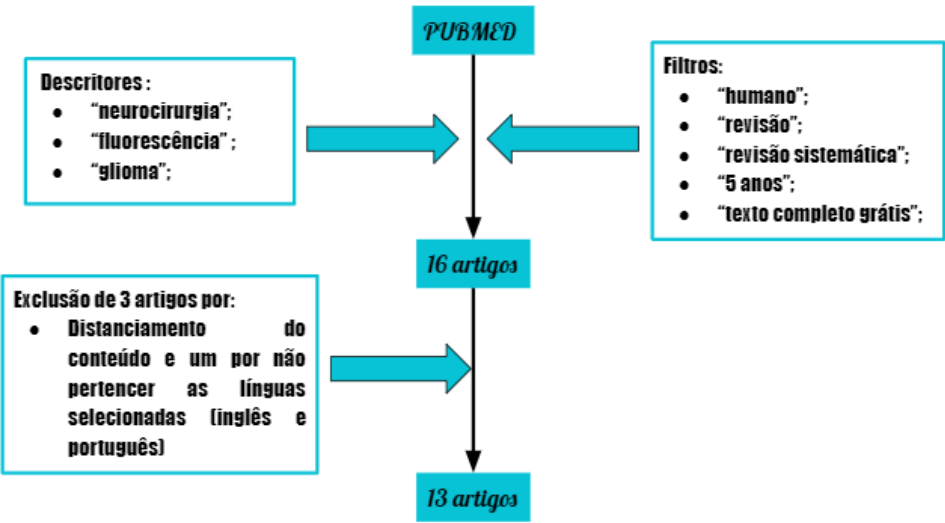 PUBMED
Descritores :
• “neurocirurgia”;
• “fluorescência” ;
• “glioma”;
Filtros:
• “humano”;
• “revisão”;
• “revisão sistemática”;
• “5 anos”;
• “texto completo grátis”;
16 artigos
Exclusão de 3 artigos por:
• Distanciamento do
conteúdo e um por não
pertencer as línguas
selecionadas (inglês e
português)
13 artigos